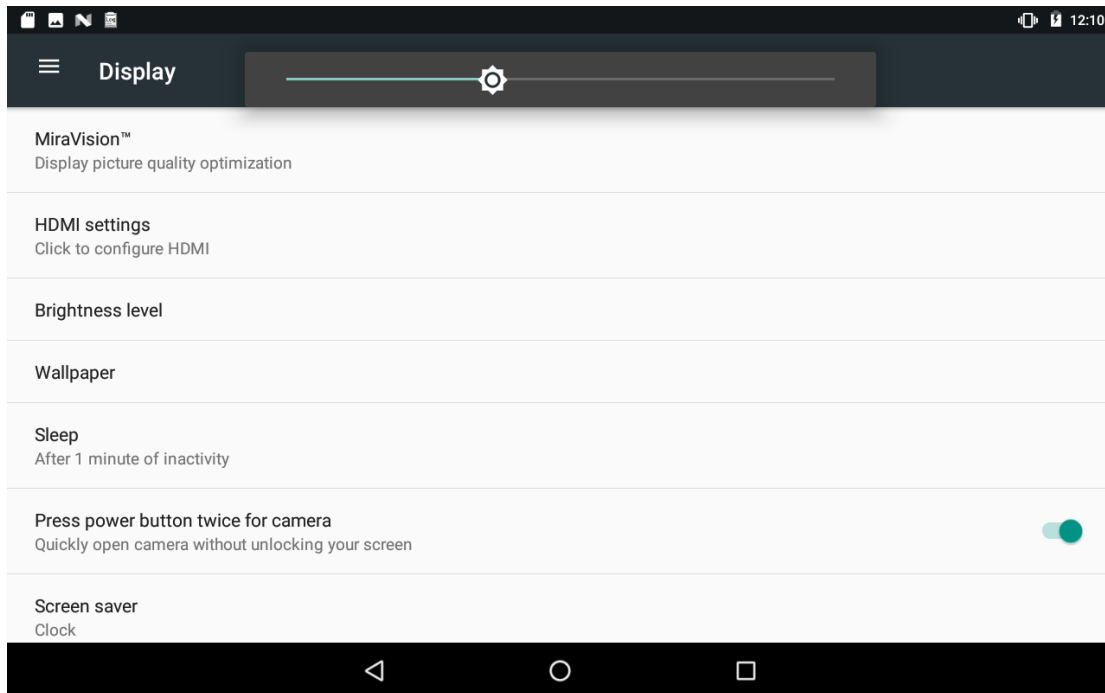 12:10
Display
MiraVision™
Display picture quality optimization
HDMI settings
Click to configure HDMI
Brightness level
Wallpaper
Sleep
After 1 minute of inactivity
Press power button twice for camera
Quickly open camera without unlocking your screen
Screen saver
Clock